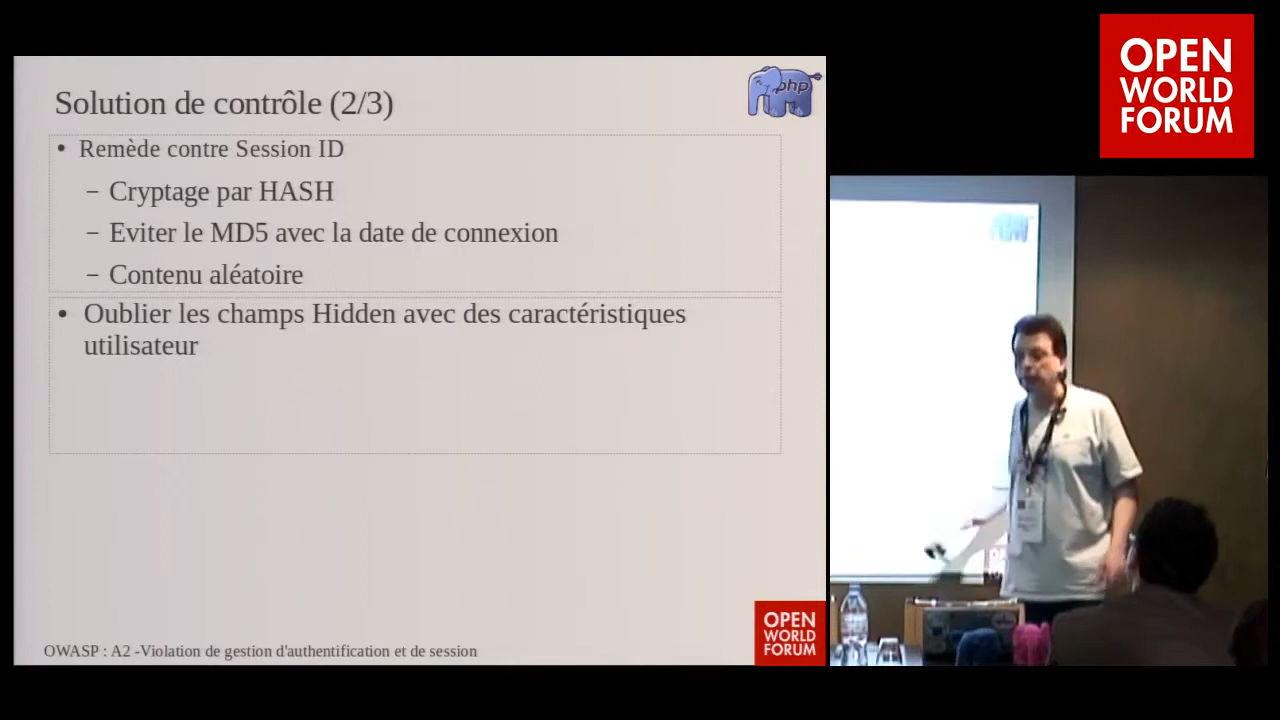 OPEN
WORLD
FORUM
php
Solution de contrôle (2/3)
• Remède contre Session ID
– Cryptage par HASH
– Eviter le MD5 avec la date de connexion
– Contenu aléatoire
• Oublier les champs Hidden avec des caractéristiques
utilisateur
OPEN
WORLD
FORUM
OWASP : A2 -Violation de gestion d'authentification et de session